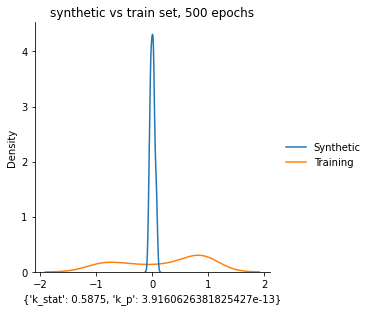 synthetic vs train set, 500 epochs
4
3
2
1
0
Density
Synthetic
Training
−2 −1 0 1 2
{'k_stat': 0.5875, 'k_p': 3.9160626381825427e-13}